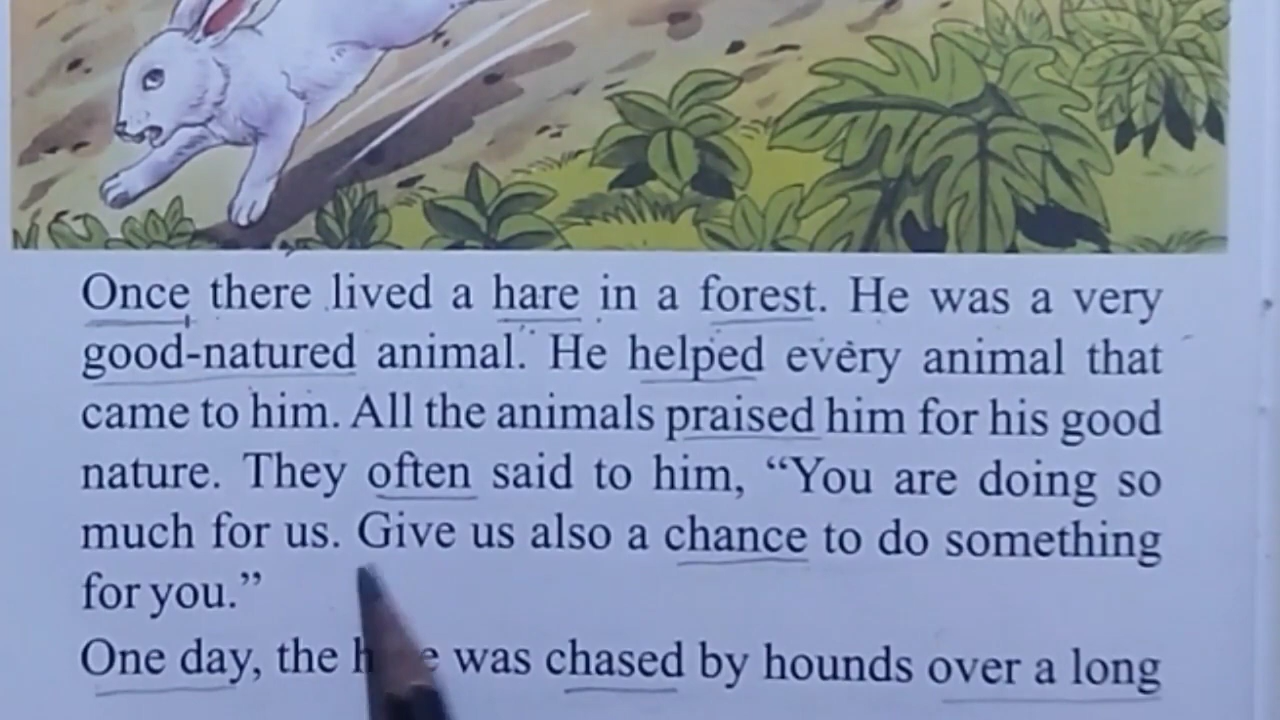 Once there lived a hare in a forest. He was a very
good-natured animal. He helped every animal that
came to him. All the animals praised him for his good
nature. They often said to him, “You are doing so
much for us. Give us also a chance to do something
for you.”
One day, the was chased by hounds over a long